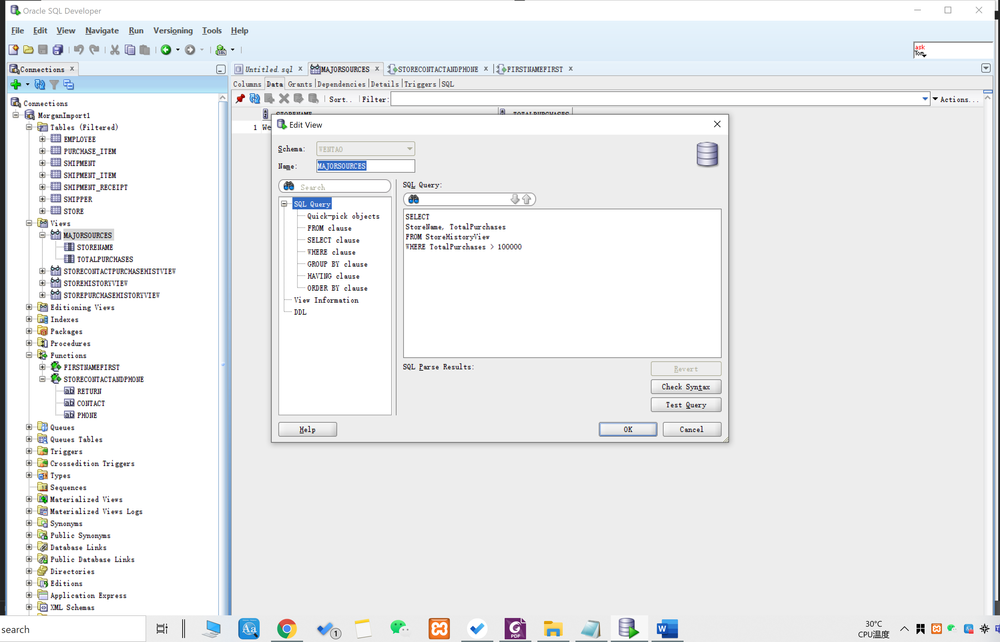 Oracle SQL Developer
File Edit View Navigate Run Versioning Tools Help
ask
Tom
Connections
Untitled.sql MAJORSOURCES STORECONTACTANDPHONE FIRSTNAMEFIRST
Columns Data Grants Dependencies Details Triggers SQL
Sort.. Filter: Actions...
STORENAME TOTALPURCHASES
1 We
Connections
MorganImport1
Tables (Filtered)
EMPLOYEE
PURCHASE_ITEM
SHIPMENT
SHIPMENT_ITEM
SHIPMENT_RECEIPT
SHIPPER
STORE
Views
MAJORSOURCES
STORENAME
TOTALPURCHASES
STORECONTACTPURCHASEHISTVIEW
STOREHISTORYVIEW
STOREPURCHASEHISTORYVIEW
Editioning Views
Indexes
Packages
Procedures
Functions
FIRSTNAMEFIRST
STORECONTACTANDPHONE
RETURN
CONTACT
PHONE
Queues
Queues Tables
Triggers
Crossedition Triggers
Types
Sequences
Materialized Views
Materialized Views Logs
Synonyms
Public Synonyms
Database Links
Public Database Links
Directories
Editions
Application Express
XML Schemas
Edit View
Schema: WENTAO
Name: MAJORSOURCES
Search
SQL Query
Quick-pick objects
FROM clause
SELECT clause
WHERE clause
GROUP BY clause
HAVING clause
ORDER BY clause
View Information
DDL
SQL Query:
SELECT
StoreName, TotalPurchases
FROM StoreHistoryView
WHERE TotalPurchases > 100000
SQL Parse Results:
Revert
Check Syntax
Test Query
Help OK Cancel
search
1
PDF
W
30°C
CPU温度